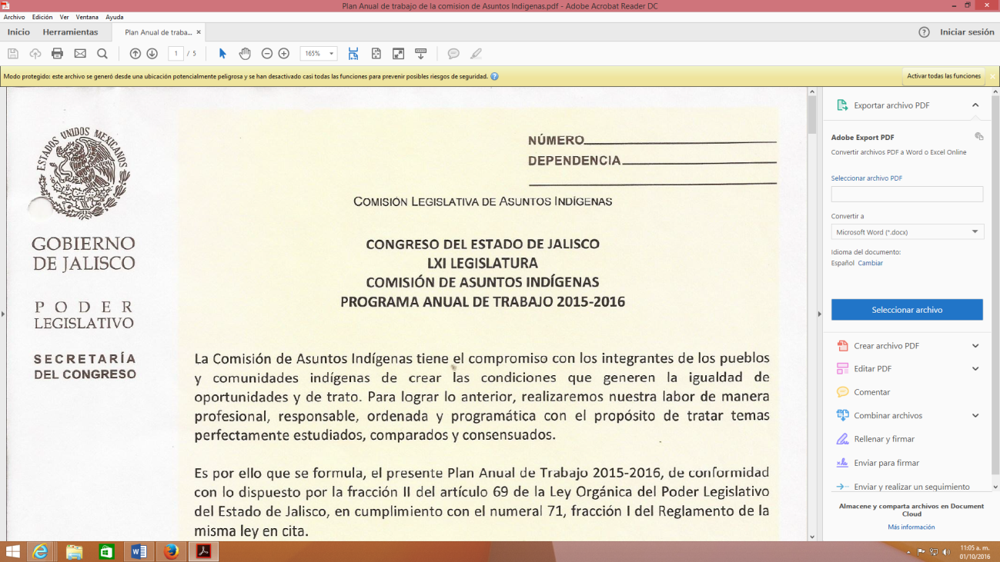 Plan Anual de trabajo de la comision de Asuntos Indigenas.pdf - Adobe Acrobat Reader DC
Archivo Edición Ver Ventana Ayuda
Inicio Herramientas Plan Anual de traba... × Iniciar sesión
1 / 5 165%
Modo protegido: este archivo se generó desde una ubicación potencialmente peligrosa y se han desactivado casi todas las funciones para prevenir posibles riesgos de seguridad. Activar todas las funciones
ESTADOS UNIDOS MEXICANOS
GOBIERNO
DE JALISCO
PODER
LEGISLATIVO
SECRETARÍA
DEL CONGRESO
NÚMERO
DEPENDENCIA
COMISIÓN LEGISLATIVA DE ASUNTOS INDÍGENAS
CONGRESO DEL ESTADO DE JALISCO
LXI LEGISLATURA
COMISIÓN DE ASUNTOS INDÍGENAS
PROGRAMA ANUAL DE TRABAJO 2015-2016
La Comisión de Asuntos Indígenas tiene el compromiso con los integrantes de los pueblos
y comunidades indígenas de crear las condiciones que generen la igualdad de
oportunidades y de trato. Para lograr lo anterior, realizaremos nuestra labor de manera
profesional, responsable, ordenada y programática con el propósito de tratar temas
perfectamente estudiados, comparados y consensuados.
Es por ello que se formula, el presente Plan Anual de Trabajo 2015-2016, de conformidad
con lo dispuesto por la fracción II del artículo 69 de la Ley Orgánica del Poder Legislativo
del Estado de Jalisco, en cumplimiento con el numeral 71, fracción I del Reglamento de la
misma ley en cita.
Exportar archivo PDF
Adobe Export PDF
Convertir archivos PDF a Word o Excel Online
Seleccionar archivo PDF
Convertir a
Microsoft Word (*.docx)
Idioma del documento:
Español Cambiar
Seleccionar archivo
Crear archivo PDF
Editar PDF
Comentar
Combinar archivos
Rellenar y firmar
Enviar para firmar
Enviar y realizar un seguimiento
Almacene y comparta archivos en Document
Cloud
Más información
11:05 a. m.
01/10/2016